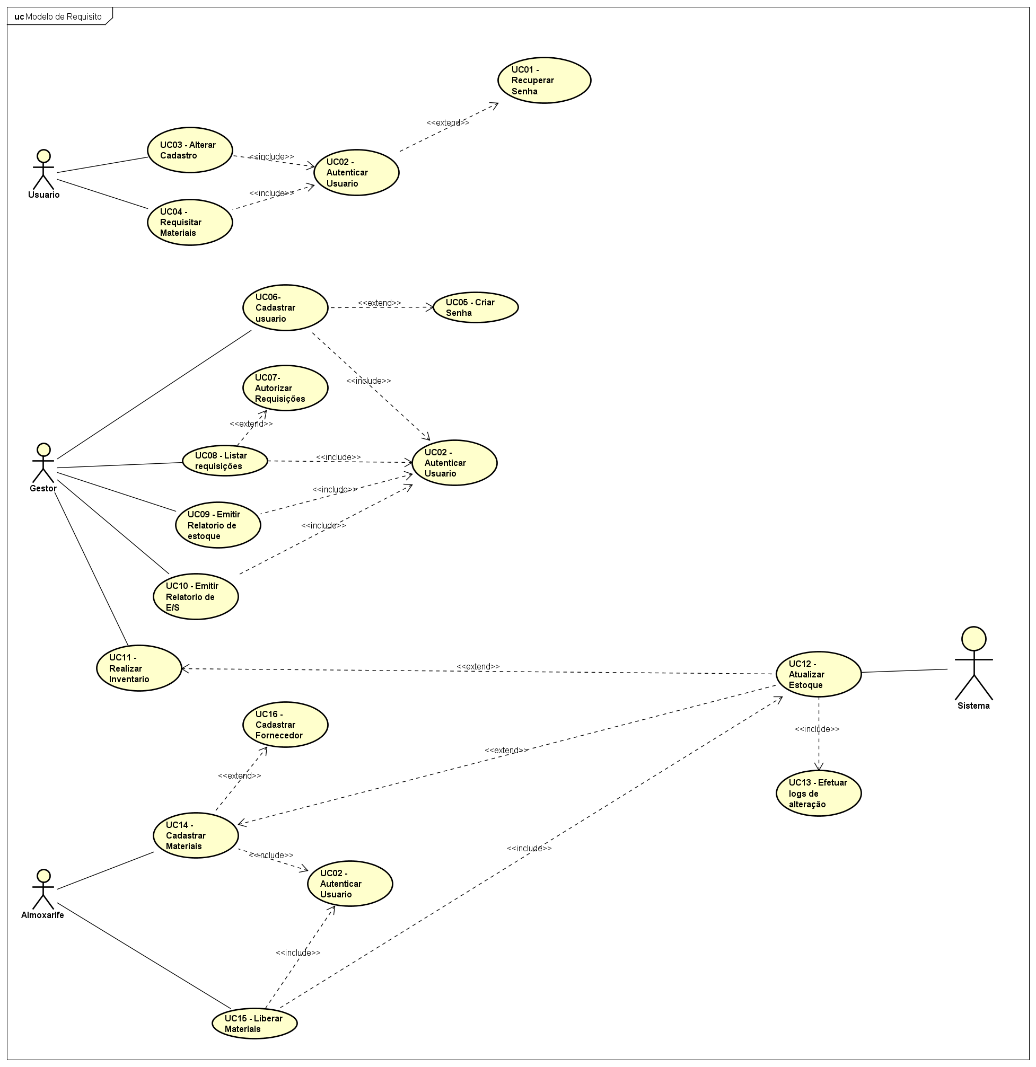 uc Modelo de Requisito
UC01 -
Recuperar
Senha
<<extend>>
UC03 - Alterar
Cadastro
<<include>>
UC02 -
Autenticar
Usuario
Usuario
<<include>>
UC04 -
Requisitar
Materiais
UC06-
Cadastrar
usuario
<<extend>>
UC05 - Criar
Senha
UC07-
Autorizar
Requisições
<<include>>
<<extend>>
UC08 - Listar
requisições
<<include>>
UC02 -
Autenticar
Usuario
Gestor
<<include>>
UC09 - Emitir
Relatorio de
estoque
<<include>>
UC10 - Emitir
Relatorio de
E/S
UC11 -
Realizar
Inventario
<<extend>>
UC12 -
Atualizar
Estoque
Sistema
UC16 -
Cadastrar
Fornecedor
<<include>>
<<extend>>
<<extend>>
UC13 - Efetuar
logs de
alteração
UC14 -
Cadastrar
Materiais
<<include>>
<<include>>
UC02 -
Autenticar
Usuario
Almoxarife
<<include>>
UC15 - Liberar
Materiais